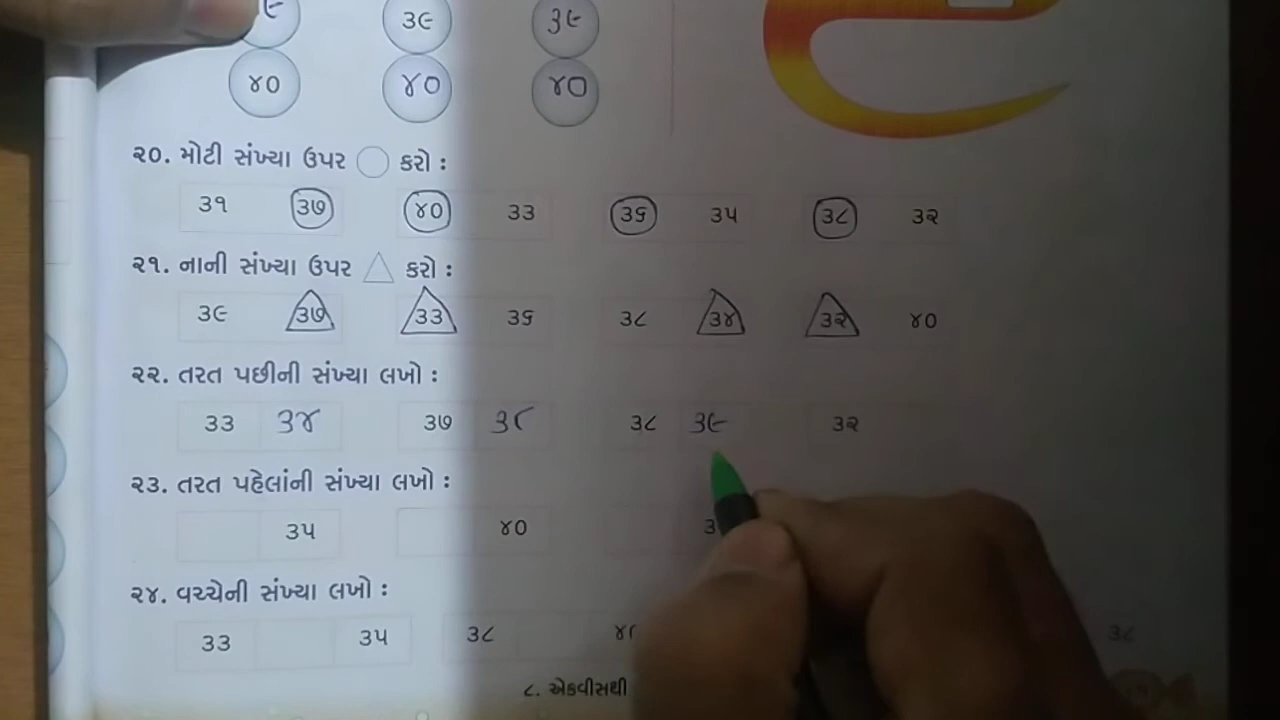 ૩૯ ૩૯
૪૦ ૪૦ ૪૦
૨૦. મોટી સંખ્યા ઉપર કરો :
૩૧ ૩૭ ૪૦ ૩૩ ૩૬ ૩૫ ૩૮ ૩૨
૨૧. નાની સંખ્યા ઉપર કરો :
૩૯ ૩૭ ૩૩ ૩૬ ૩૮ ૩૪ ૩૨ ૪૦
૨૨. તરત પછીની સંખ્યા લખો :
૩૩ ૩૪ ૩૭ ૩૮ ૩૮ ૩૯ ૩૨
૨૩. તરત પહેલાંની સંખ્યા લખો :
૩૫ ૪૦
૨૪. વચ્ચેની સંખ્યા લખો :
૩૩ ૩૫ ૩૮ ૩૮
૮. એકવીસથી